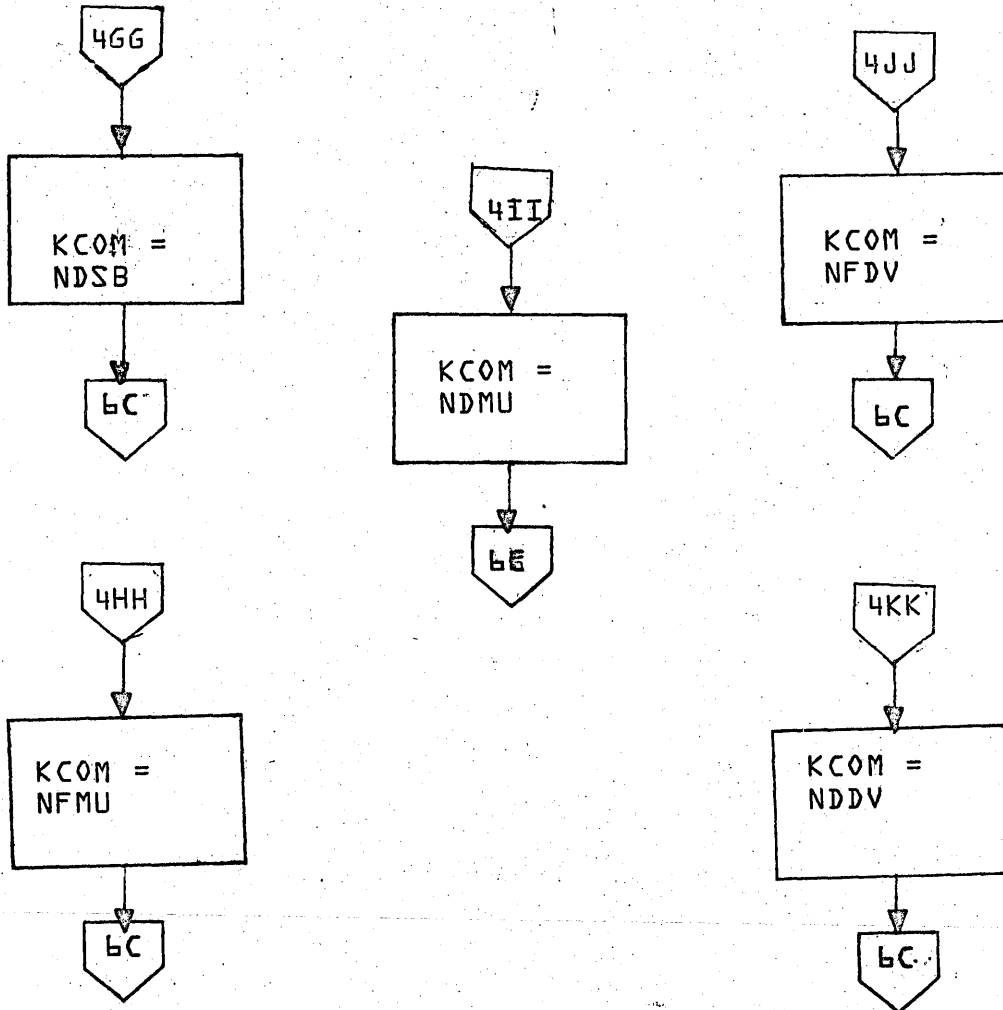 4GG
KCOM =
NDSB
6C
4HH
KCOM =
NFMU
6C
4II
KCOM =
NDMU
6E
4JJ
KCOM =
NFDV
6C
4KK
KCOM =
NDDV
6C